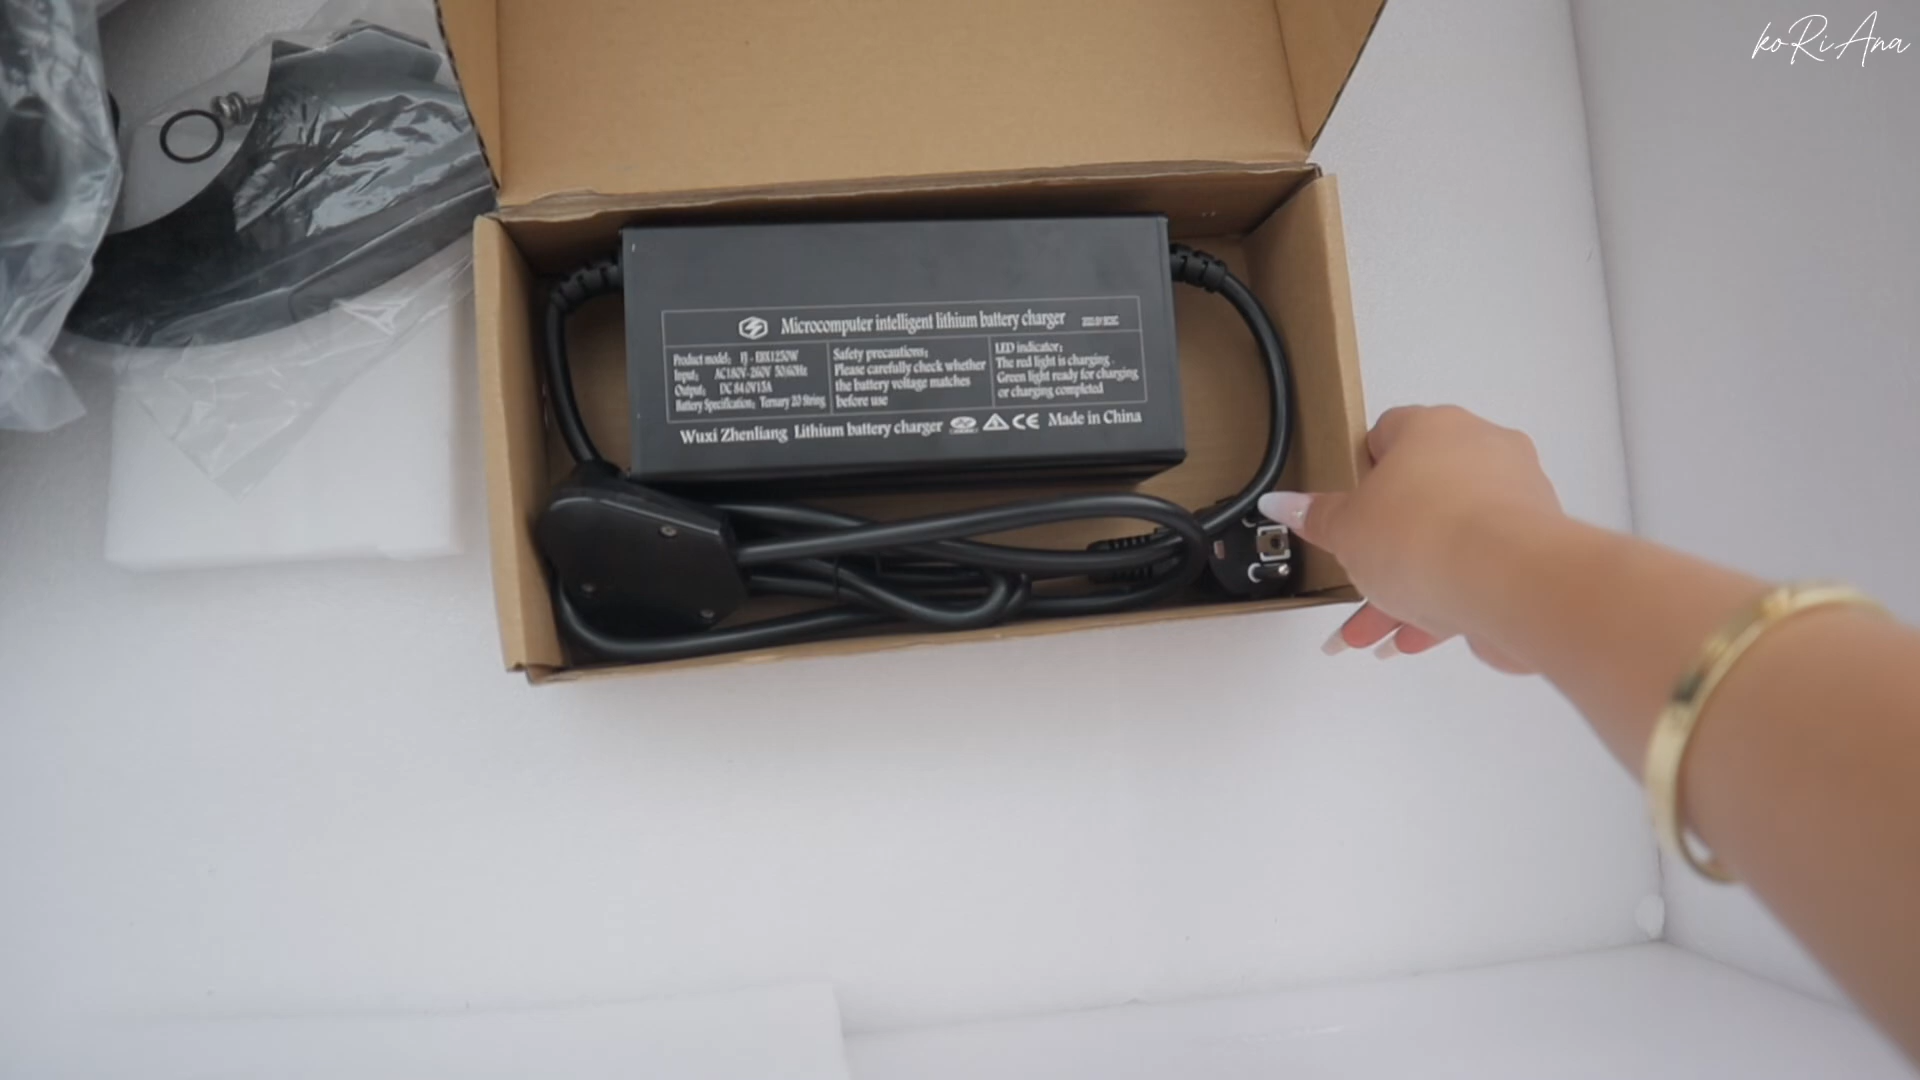 koRiAna
Microcomputer intelligent lithium battery charger
Product model: FJ - EBX1250W
Input: AC180V-260V 50/60Hz
Output: DC 84.0V13A
Battery Specification: Ternary 20 String
Safety precautions:
Please carefully check whether
the battery voltage matches
before use
LED indicator:
The red light is charging.
Green light ready for charging
or charging completed
Wuxi Zhenliang Lithium battery charger CE Made in China